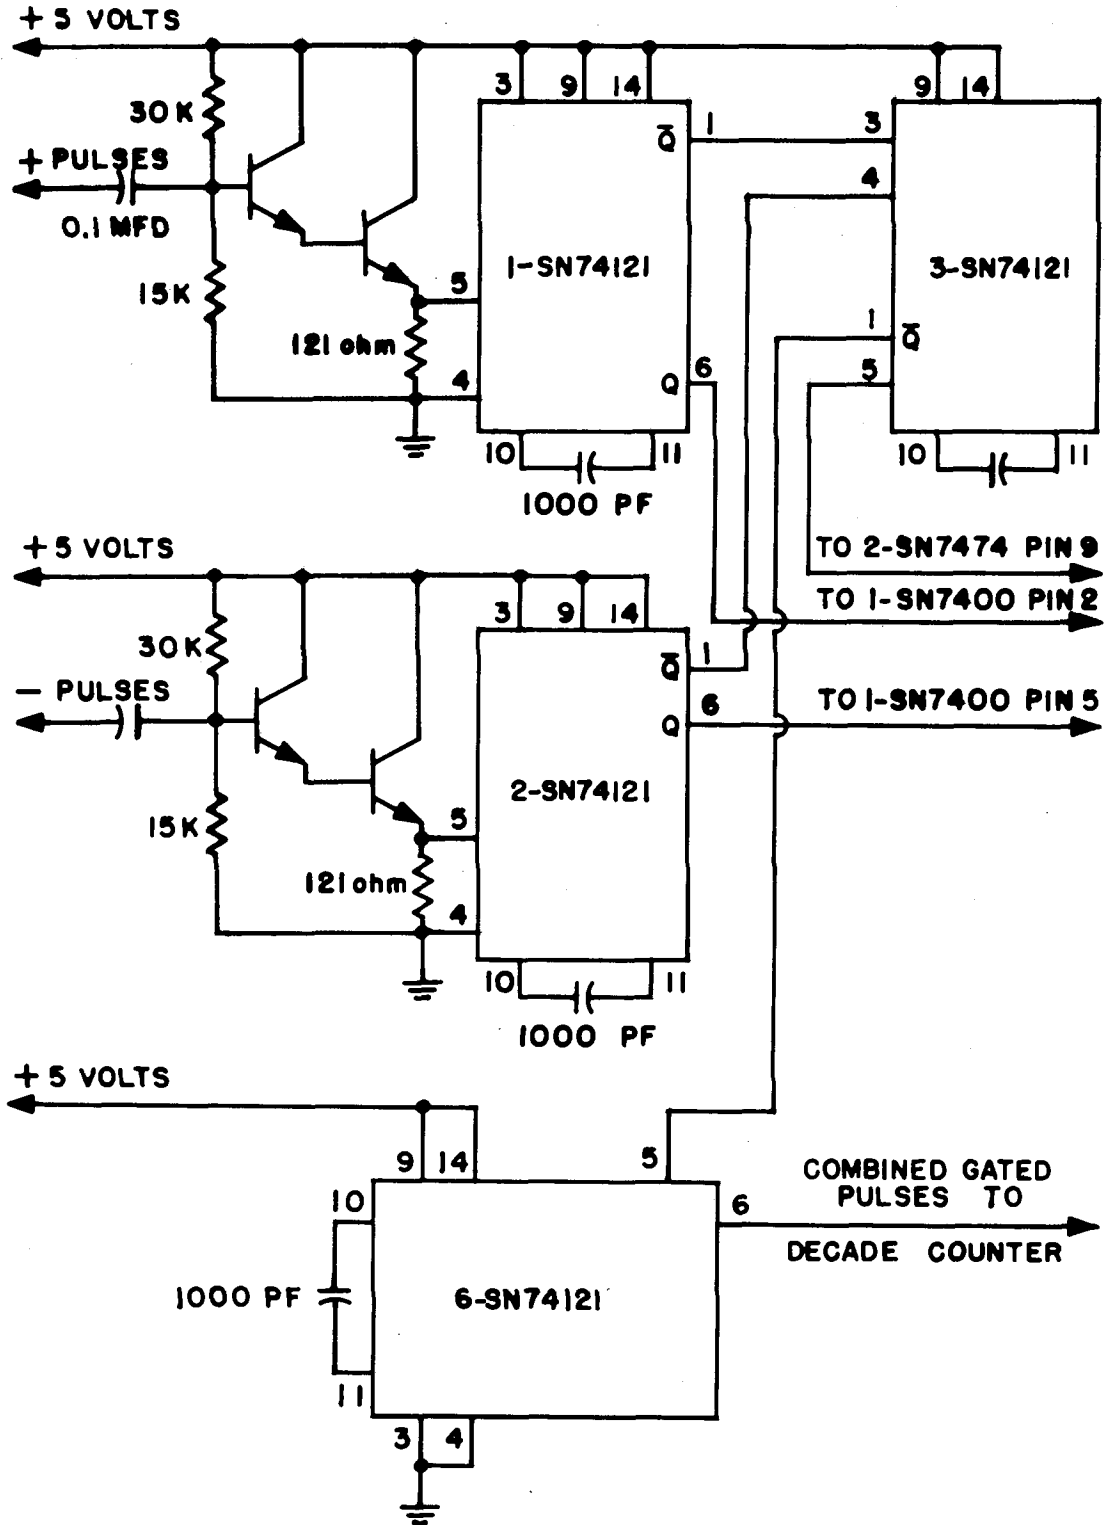 + 5 VOLTS
3 9 14 9 14
30 K
+ PULSES
0.1 MFD
15 K
121 ohm
5
4
1-SN74121
Q̅ 1
Q 6
10 11
1000 PF
3
4
3-SN74121
1 Q̅
5
10 11
TO 2-SN7474 PIN 9
TO 1-SN7400 PIN 2
+ 5 VOLTS
3 9 14
30 K
- PULSES
15 K
121 ohm
5
4
2-SN74121
Q̅ 1
Q 6
TO 1-SN7400 PIN 5
10 11
1000 PF
+ 5 VOLTS
9 14 5
10
1000 PF
11
6-SN74121
6
COMBINED GATED
PULSES TO
DECADE COUNTER
3 4